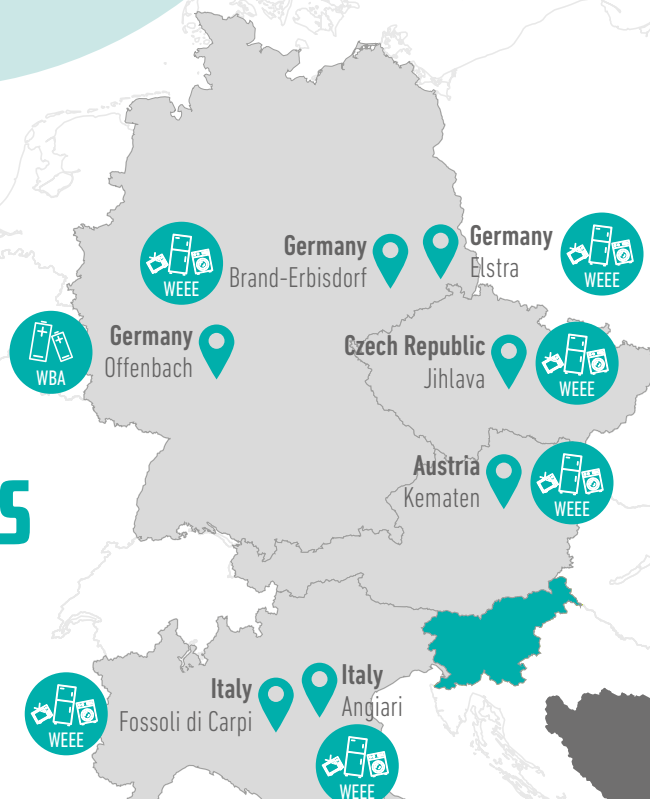 WEEE
Germany
Brand-Erbisdorf
Germany
Elstra
WEEE
WBA
Germany
Offenbach
Czech Republic
Jihlava
WEEE
S
Austria
Kematen
WEEE
WEEE
Italy
Fossoli di Carpi
Italy
Angiari
WEEE